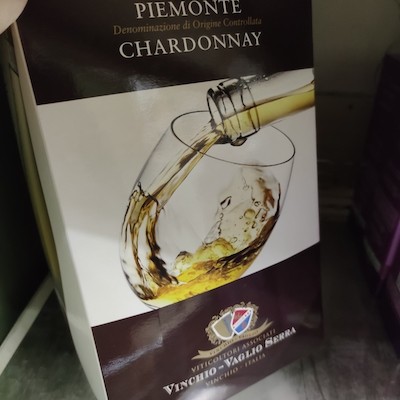 PIEMONTE
Denominazione di Origine Controllata
CHARDONNAY
VITICOLTORI ASSOCIATI
VINCHIO - VAGLIO SERRA
VINCHIO - ITALIA